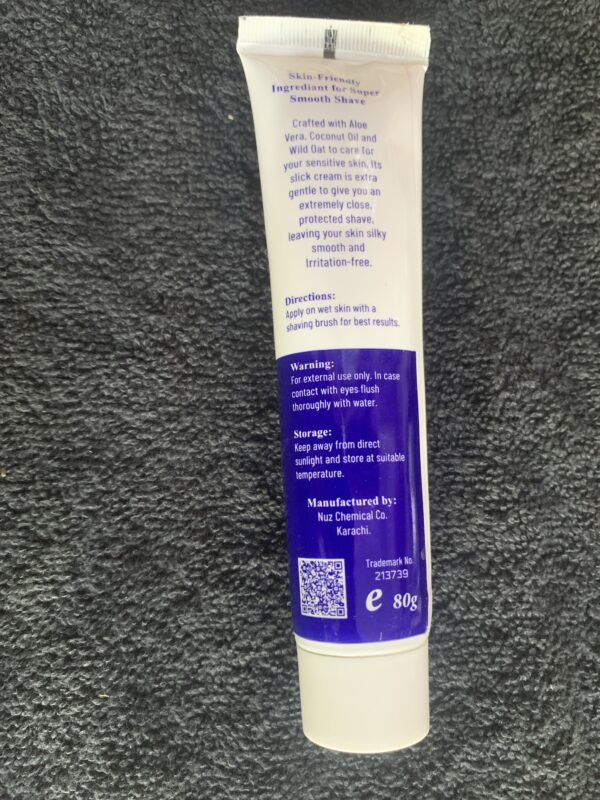 Skin-Friendly
Ingrediant for Super
Smooth Shave
Crafted with Aloe
Vera, Coconut Oil and
Wild Oat to care for
your sensitive skin, Its
slick cream is extra
gentle to give you an
extremely close,
protected shave,
leaving your skin silky
smooth and
Irritation-free.
Directions:
Apply on wet skin with a
shaving brush for best results.
Warning:
For external use only. In case
contact with eyes flush
thoroughly with water.
Storage:
Keep away from direct
sunlight and store at suitable
temperature.
Manufactured by:
Nuz Chemical Co.
Karachi.
Trademark No.
213739
e 80g